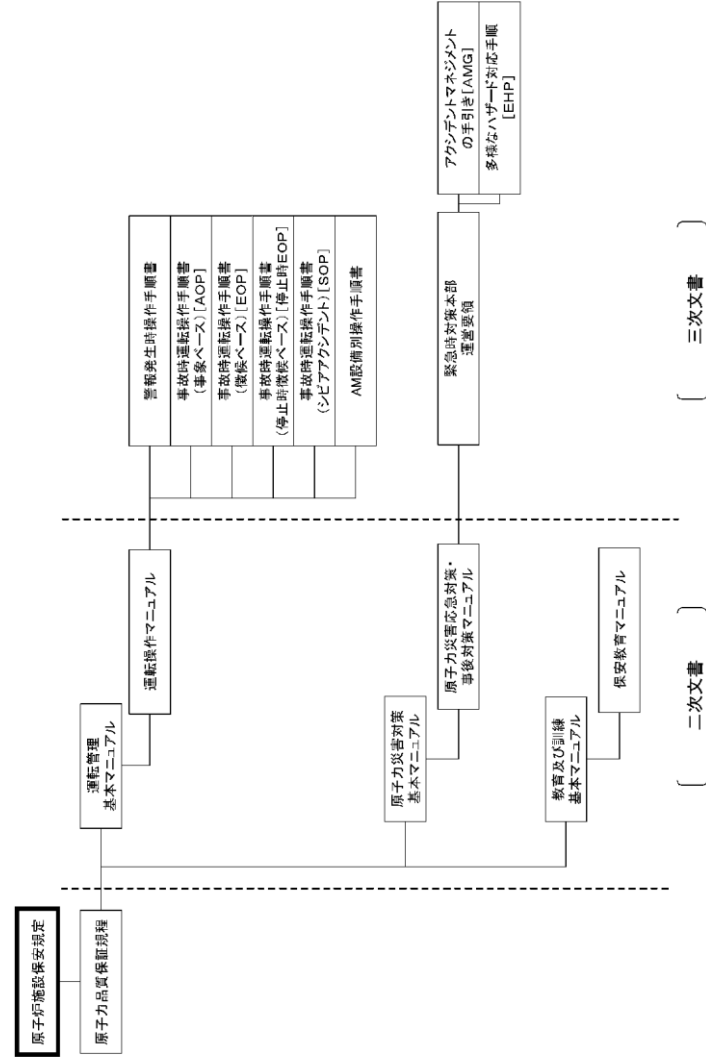 原子炉施設保安規定
原子力品質保証規程
運転管理
基本マニュアル
運転操作マニュアル
原子力災害対策
基本マニュアル
原子力災害応急対策・
事後対策マニュアル
教育及び訓練
基本マニュアル
保安教育マニュアル
二次文書
警報発生時操作手順書
事故時運転操作手順書
(事象ベース)[AOP]
事故時運転操作手順書
(徴候ベース)[EOP]
事故時運転操作手順書
(停止時徴候ベース)[停止時EOP]
事故時運転操作手順書
(シビアアクシデント)[SOP]
AM設備別操作手順書
緊急時対策本部
運営要領
アクシデントマネジメント
の手引き[AMG]
多様なハザード対応手順
[EHP]
三次文書